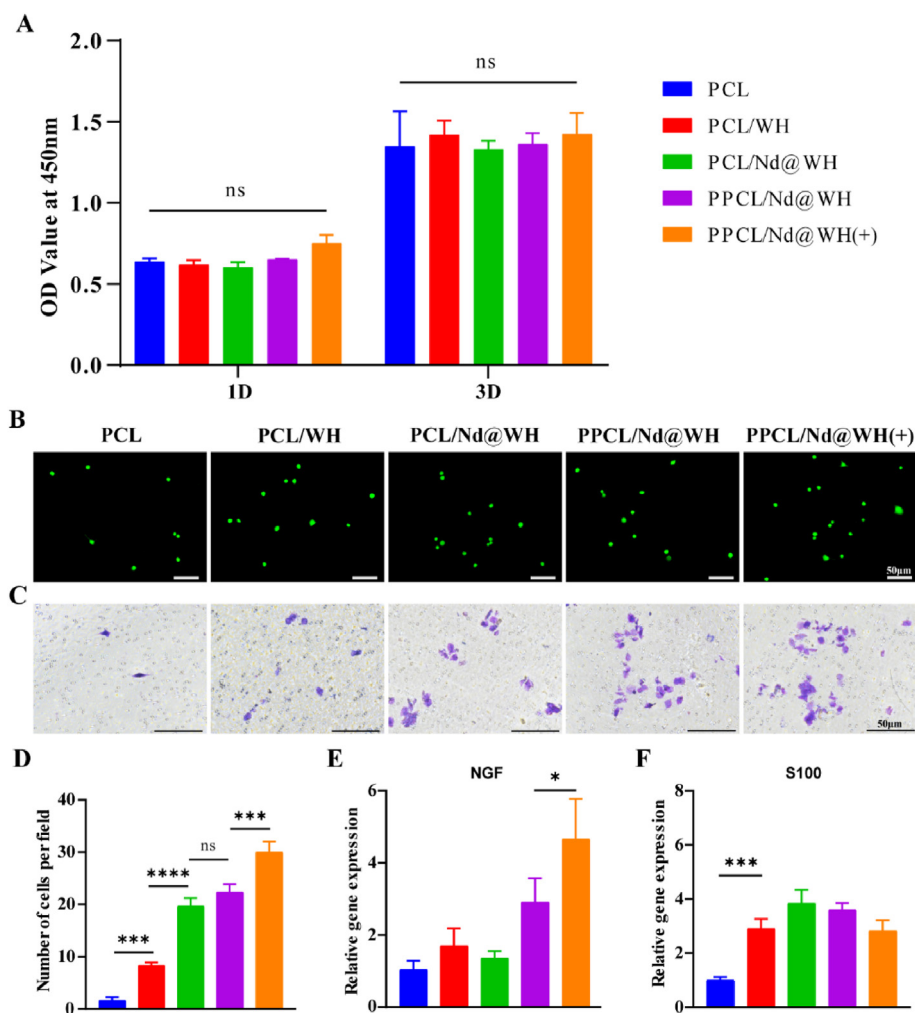 A
2.0
1.5
1.0
0.5
0.0
OD Value at 450nm
ns
ns
1D
3D
PCL
PCL/WH
PCL/Nd@WH
PPCL/Nd@WH
PPCL/Nd@WH(+)
B
PCL
PCL/WH
PCL/Nd@WH
PPCL/Nd@WH
PPCL/Nd@WH(+)
50µm
C
50µm
D
40
30
20
10
0
Number of cells per field
***
****
ns
***
E
NGF
6
4
2
0
Relative gene expression
*
F
S100
8
6
4
2
0
Relative gene expression
***